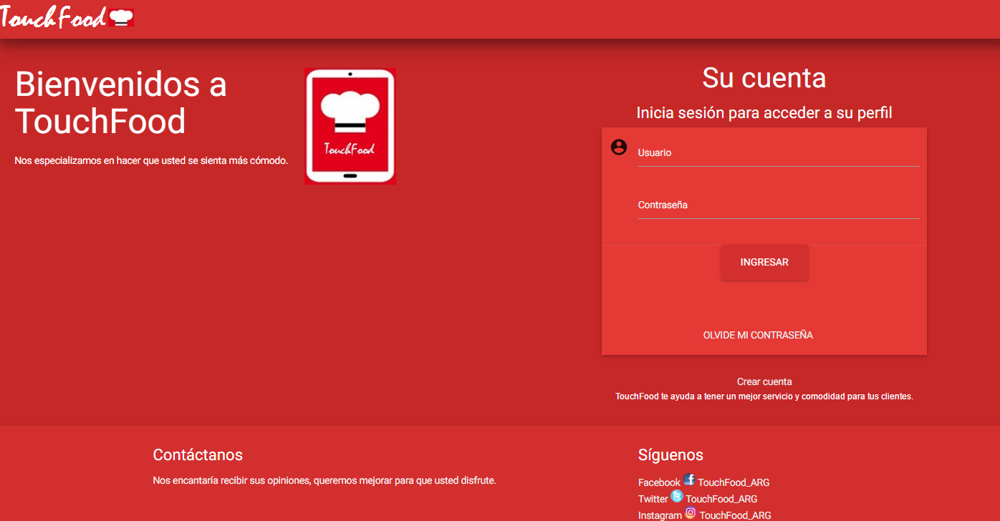 TouchFood
Bienvenidos a
TouchFood
Nos especializamos en hacer que usted se sienta más cómodo.
TouchFood
Su cuenta
Inicia sesión para acceder a su perfil
Usuario
Contraseña
INGRESAR
OLVIDE MI CONTRASEÑA
Crear cuenta
TouchFood te ayuda a tener un mejor servicio y comodidad para tus clientes.
Contáctanos
Nos encantaría recibir sus opiniones, queremos mejorar para que usted disfrute.
Síguenos
Facebook TouchFood_ARG
Twitter TouchFood_ARG
Instagram TouchFood_ARG